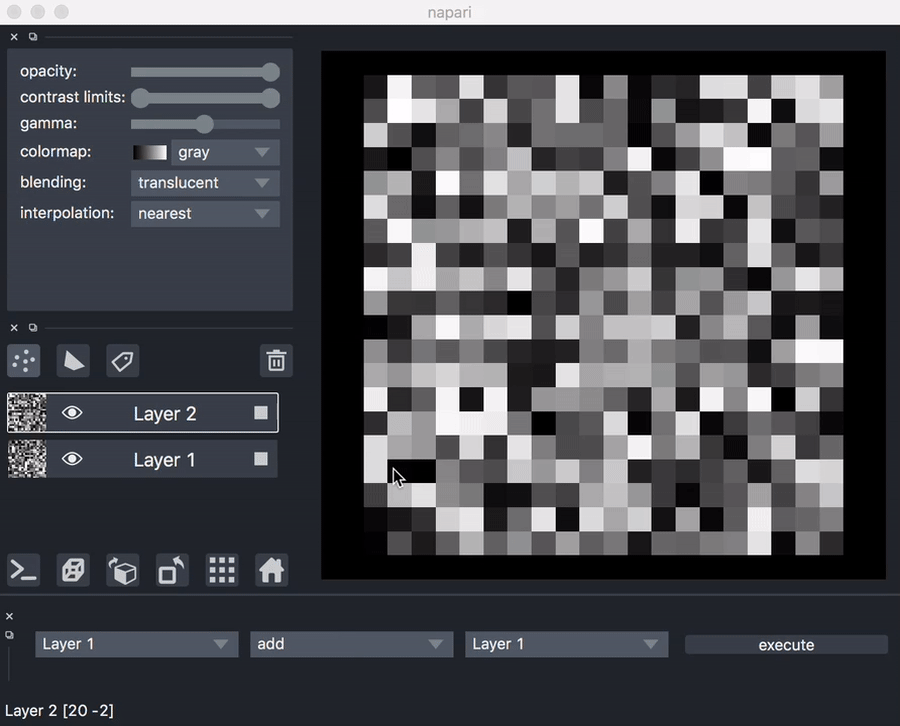 napari
opacity:
contrast limits:
gamma:
colormap: gray
blending: translucent
interpolation: nearest
Layer 2
Layer 1
Layer 1 add Layer 1 execute
Layer 2 [20 -2]